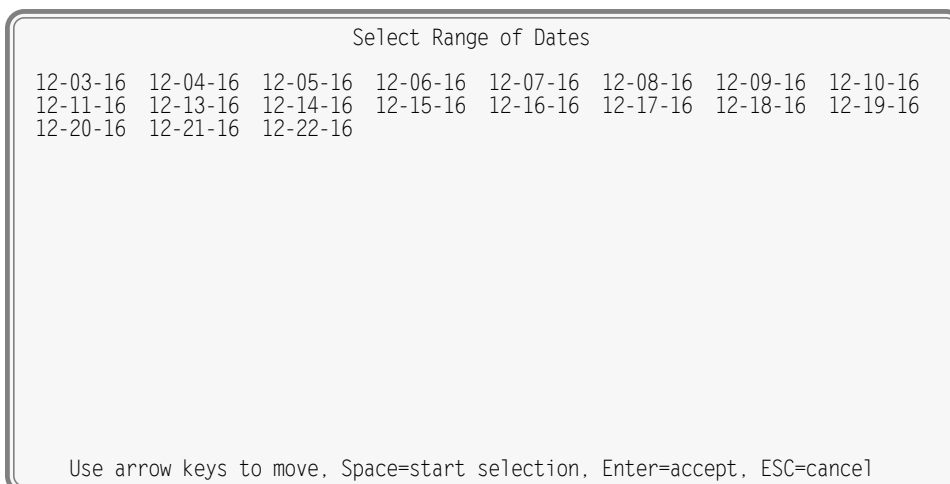 Select Range of Dates
12-03-16 12-04-16 12-05-16 12-06-16 12-07-16 12-08-16 12-09-16 12-10-16
12-11-16 12-13-16 12-14-16 12-15-16 12-16-16 12-17-16 12-18-16 12-19-16
12-20-16 12-21-16 12-22-16
Use arrow keys to move, Space=start selection, Enter=accept, ESC=cancel